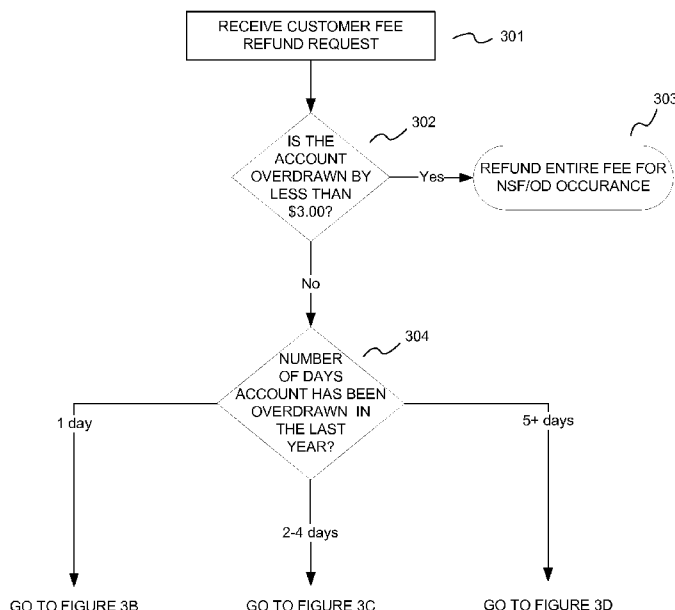 RECEIVE CUSTOMER FEE
REFUND REQUEST
301
302
303
IS THE
ACCOUNT
OVERDRAWN BY
LESS THAN
$3.00?
Yes
REFUND ENTIRE FEE FOR
NSF/OD OCCURANCE
No
304
NUMBER
OF DAYS
ACCOUNT HAS BEEN
OVERDRAWN IN
THE LAST
YEAR?
1 day
5+ days
2-4 days
GO TO FIGURE 3B
GO TO FIGURE 3C
GO TO FIGURE 3D